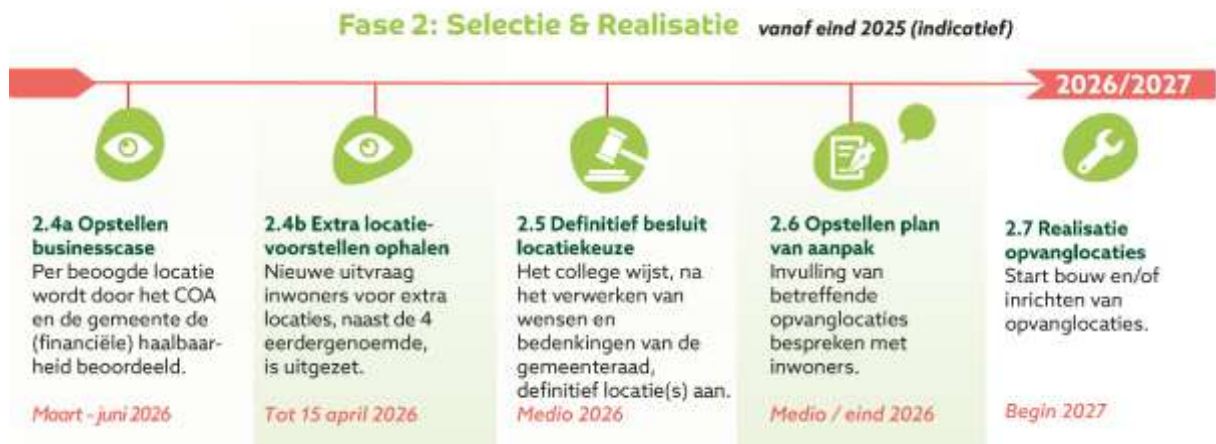 Fase 2: Selectie & Realisatie vanaf eind 2025 (indicatief)
2026/2027
2.4a Opstellen
businesscase
Per beoogde locatie
wordt door het COA
en de gemeente de
(financiële) haalbaar-
heid beoordeeld.
Maart - juni 2026
2.4b Extra locatie-
voorstellen ophalen
Nieuwe uitvraag
inwoners voor extra
locaties, naast de 4
eerdergenoemde,
is uitgezet.
Tot 15 april 2026
2.5 Definitief besluit
locatiekeuze
Het college wijst, na
het verwerken van
wensen en
bedenkingen van de
gemeenteraad,
definitief locatie(s) aan.
Medio 2026
2.6 Opstellen plan
van aanpak
Invulling van
betreffende
opvanglocaties
bespreken met
inwoners.
Medio / eind 2026
2.7 Realisatie
opvanglocaties
Start bouw en/of
inrichten van
opvanglocaties.
Begin 2027